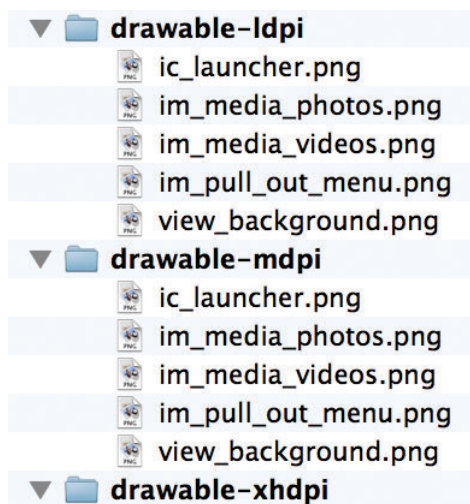 drawable-ldpi
ic_launcher.png
im_media_photos.png
im_media_videos.png
im_pull_out_menu.png
view_background.png
drawable-mdpi
ic_launcher.png
im_media_photos.png
im_media_videos.png
im_pull_out_menu.png
view_background.png
drawable-xhdpi